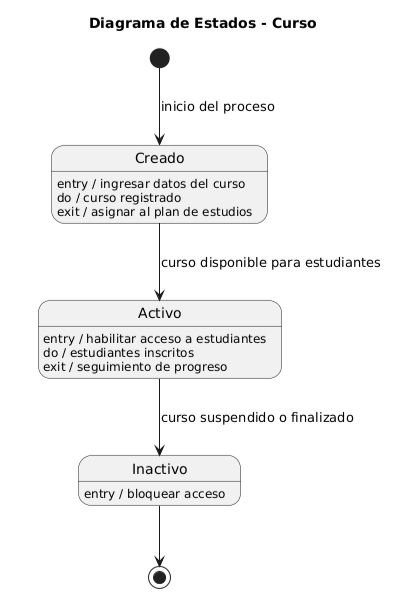 Diagrama de Estados - Curso
inicio del proceso
Creado
entry / ingresar datos del curso
do / curso registrado
exit / asignar al plan de estudios
curso disponible para estudiantes
Activo
entry / habilitar acceso a estudiantes
do / estudiantes inscritos
exit / seguimiento de progreso
curso suspendido o finalizado
Inactivo
entry / bloquear acceso